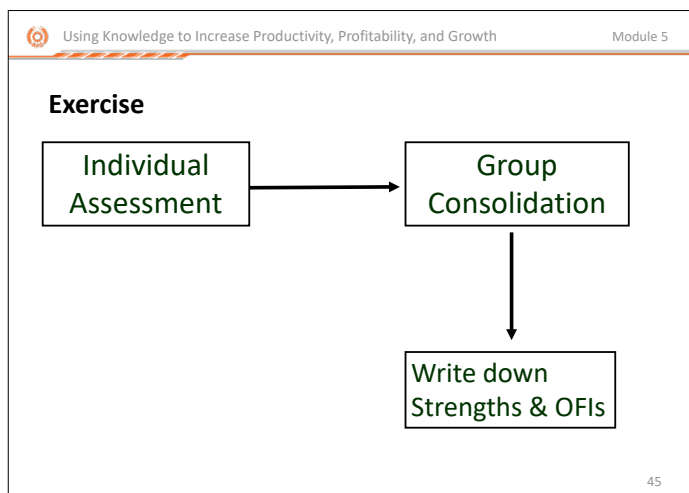 Using Knowledge to Increase Productivity, Profitability, and Growth
Module 5
Exercise
Individual
Assessment
Group
Consolidation
Write down
Strengths & OFIs
45